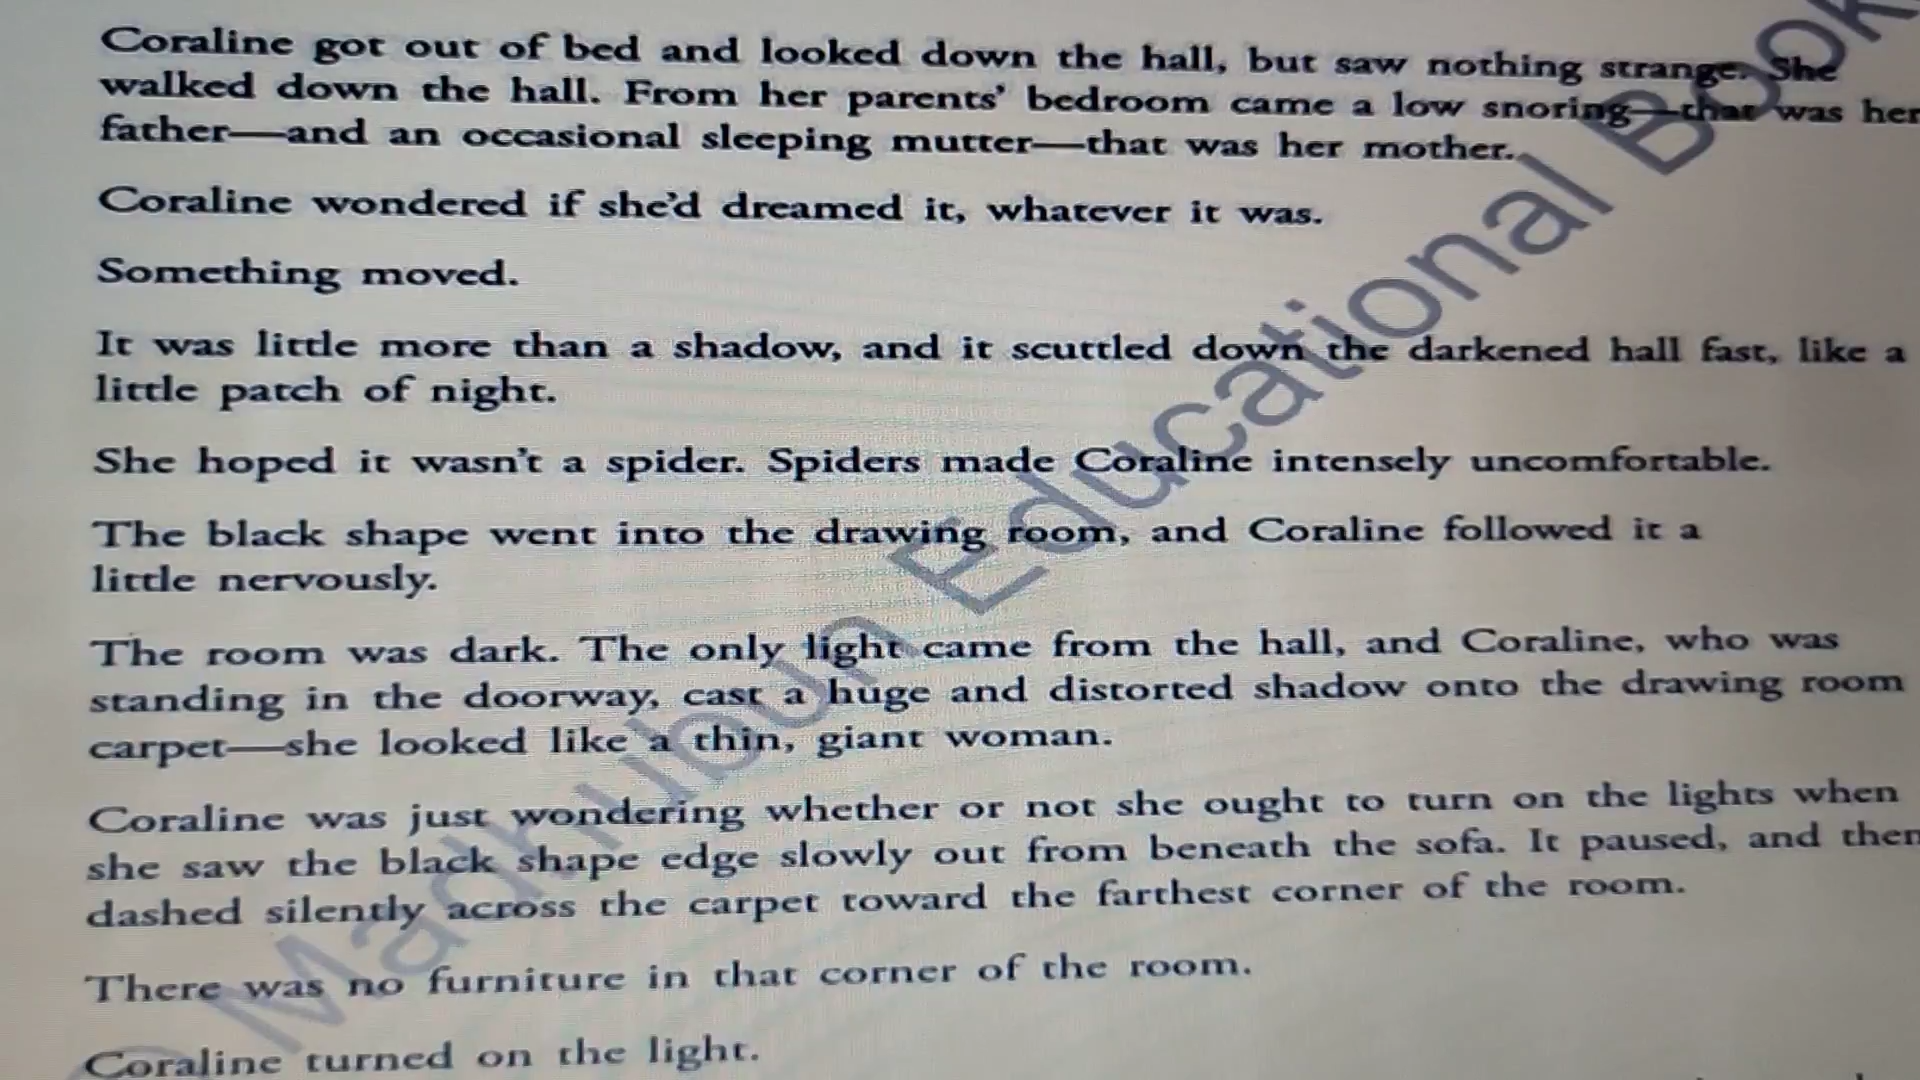 Coraline got out of bed and looked down the hall, but saw nothing strange. She
walked down the hall. From her parents' bedroom came a low snoring—that was her
father—and an occasional sleeping mutter—that was her mother.
Coraline wondered if she'd dreamed it, whatever it was.
Something moved.
It was little more than a shadow, and it scuttled down the darkened hall fast, like a
little patch of night.
She hoped it wasn't a spider. Spiders made Coraline intensely uncomfortable.
The black shape went into the drawing room, and Coraline followed it a
little nervously.
The room was dark. The only light came from the hall, and Coraline, who was
standing in the doorway, cast a huge and distorted shadow onto the drawing room
carpet—she looked like a thin, giant woman.
Coraline was just wondering whether or not she ought to turn on the lights when
she saw the black shape edge slowly out from beneath the sofa. It paused, and then
dashed silently across the carpet toward the farthest corner of the room.
There was no furniture in that corner of the room.
Coraline turned on the light.
Madhubun Educational Book